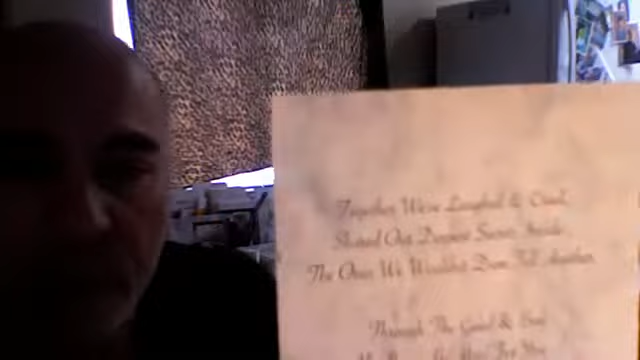 Together We've Laughed & Cried,
Shared Our Deepest Secrets Inside
The Ones We Wouldn't Dare Tell Another.
Through The Good & Bad